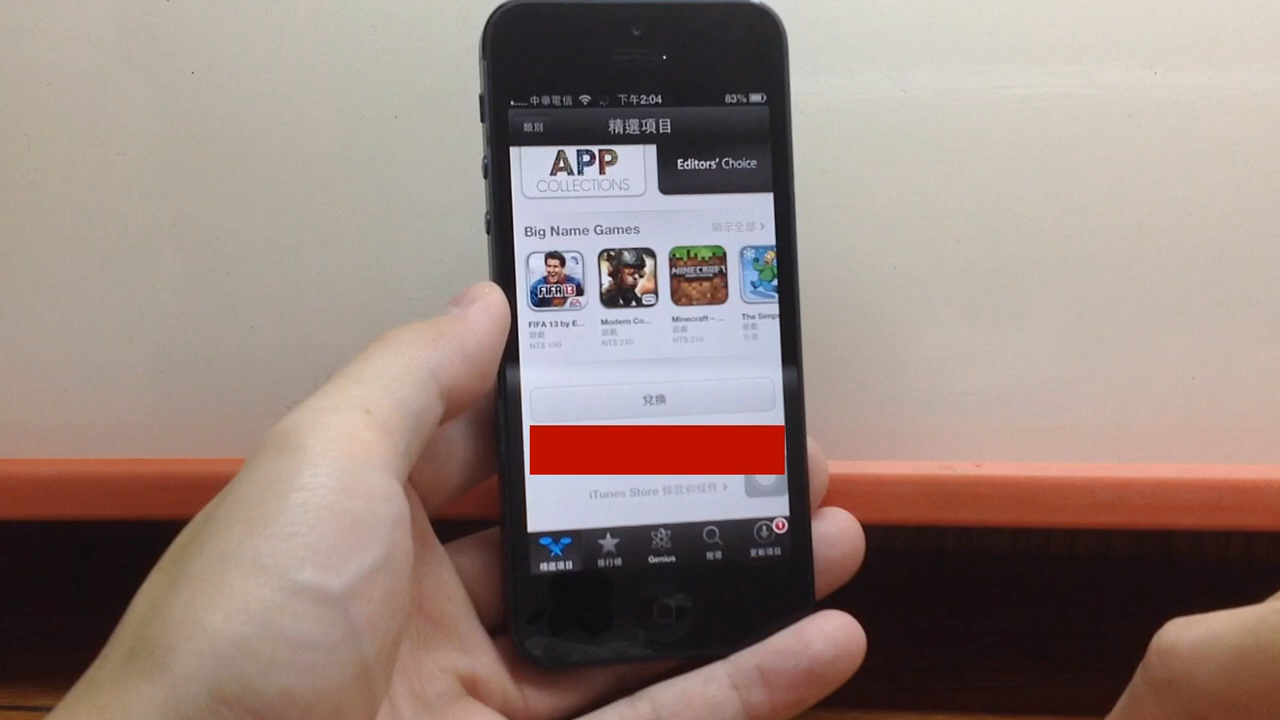 中華電信 下午2:04 83%
類別 精選項目
APP COLLECTIONS
Editors' Choice
Big Name Games 顯示全部 >
FIFA 13
MINECRAFT
FIFA 13 by E... Modern Co... Minecraft – ... The Simps
遊戲 遊戲 遊戲
NT$ 150 NT$ 210 NT$ 210
兌換
iTunes Store 條款和條件 >
1
精選項目 排行榜 Genius 搜尋 更新項目